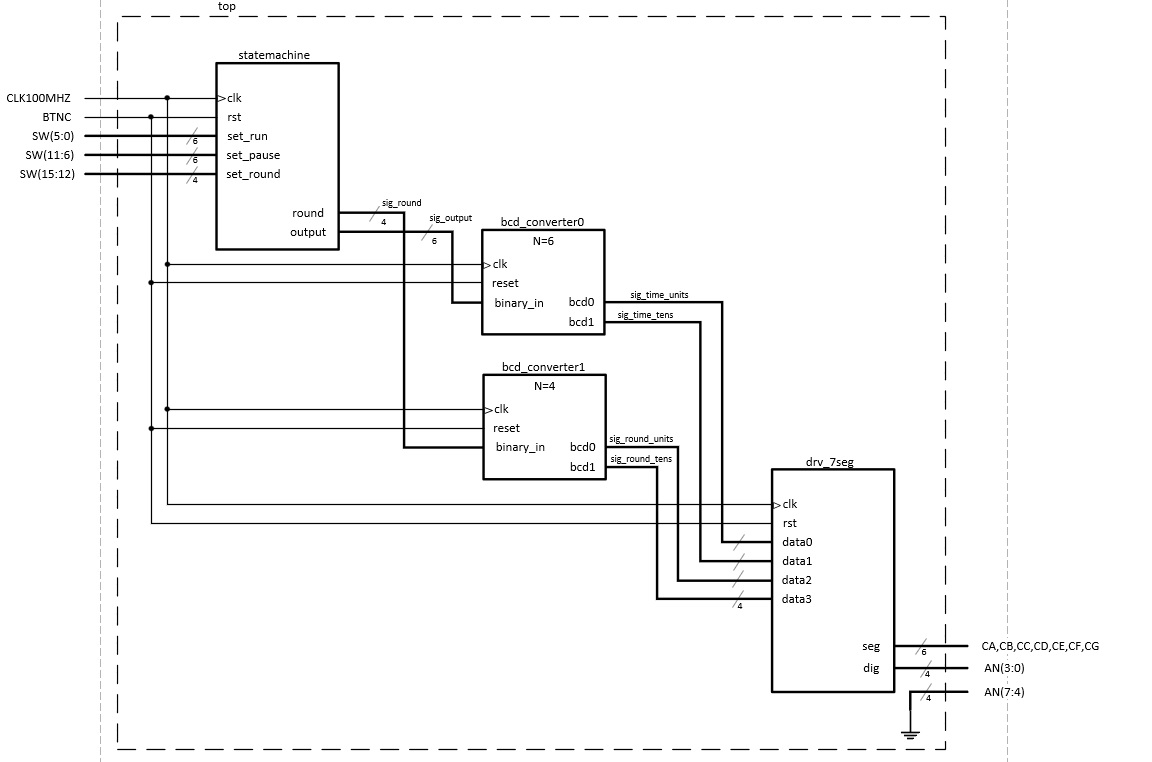 top
statemachine
CLK100MHZ
clk
BTNC
rst
SW(5:0)
6
set_run
SW(11:6)
6
set_pause
SW(15:12)
4
set_round
round
sig_round
4
output
sig_output
6
bcd_converter0
N=6
clk
reset
binary_in
bcd0
sig_time_units
bcd1
sig_time_tens
bcd_converter1
N=4
clk
reset
binary_in
bcd0
sig_round_units
bcd1
sig_round_tens
drv_7seg
clk
rst
data0
data1
data2
4
data3
seg
6
CA,CB,CC,CD,CE,CF,CG
dig
4
AN(3:0)
4
AN(7:4)